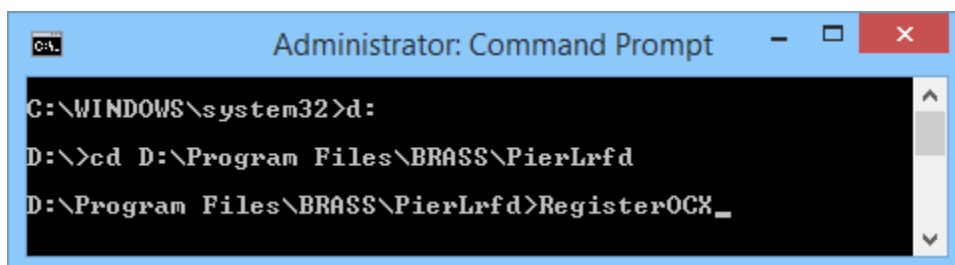 Administrator: Command Prompt
C:\WINDOWS\system32>d:
D:\>cd D:\Program Files\BRASS\PierLrfd
D:\Program Files\BRASS\PierLrfd>RegisterOCX_